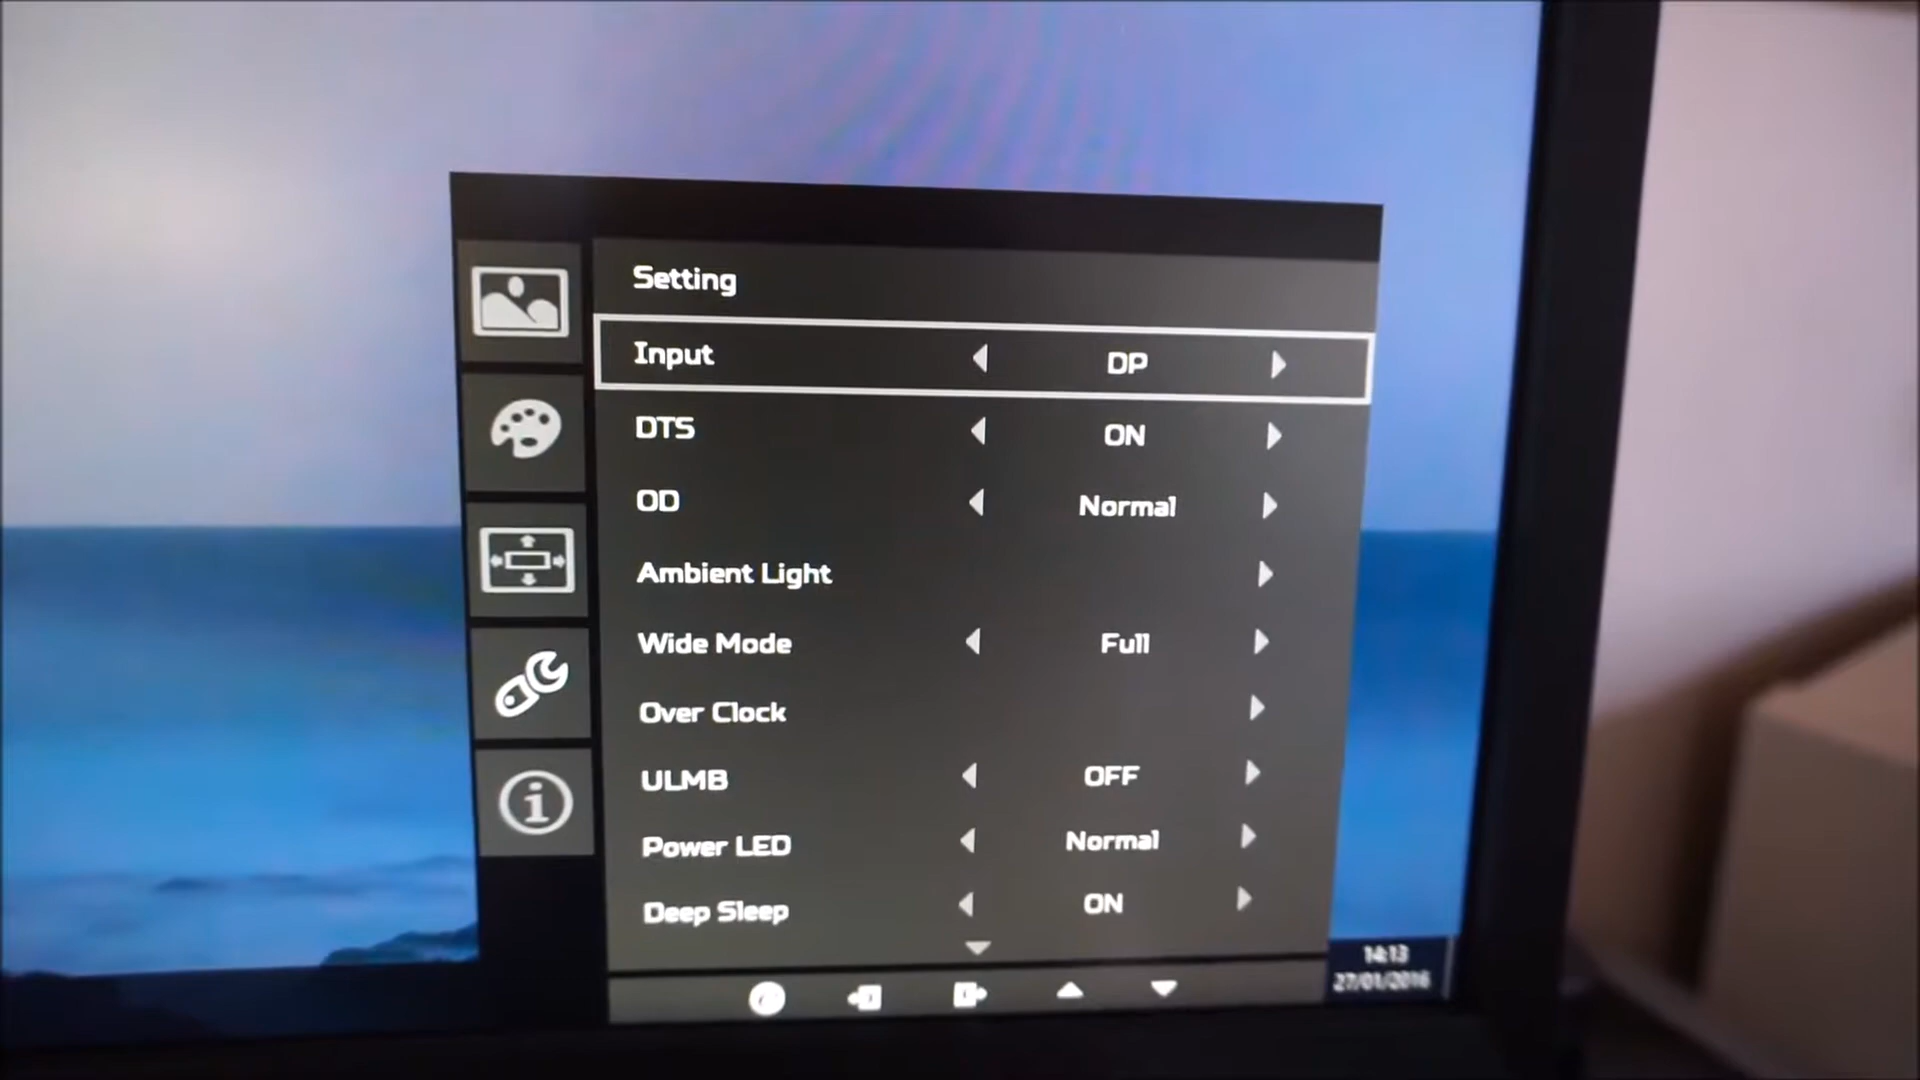 Setting
Input DP
DTS ON
OD Normal
Ambient Light
Wide Mode Full
Over Clock
ULMB OFF
Power LED Normal
Deep Sleep ON
14:13
27/01/2016